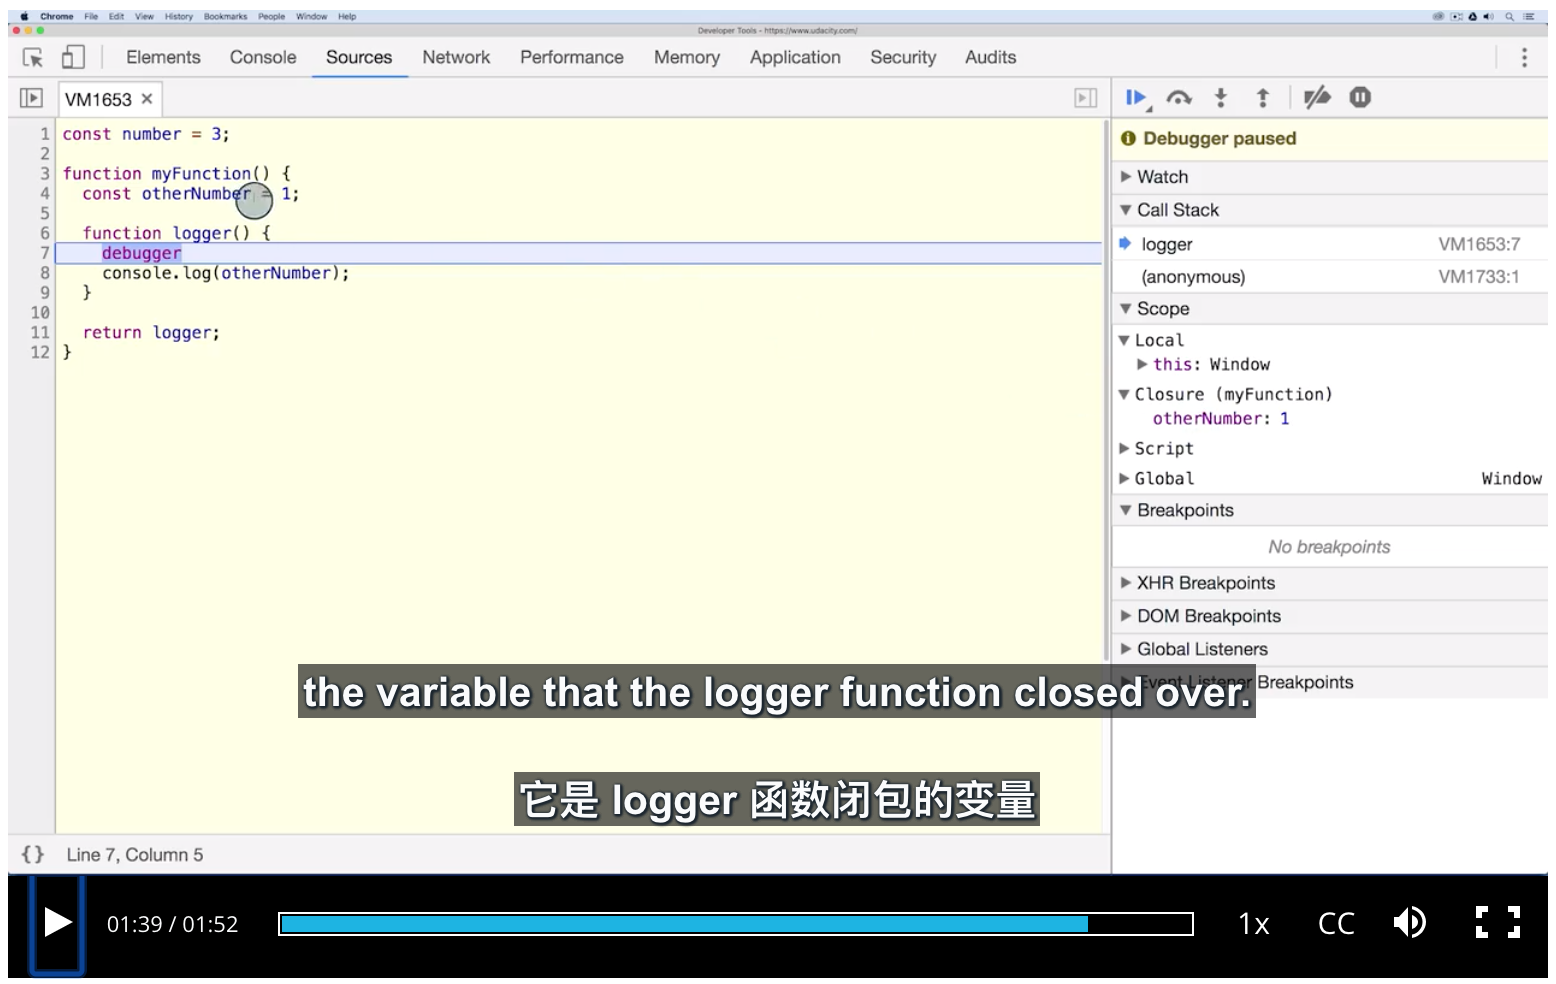 Chrome File Edit View History Bookmarks People Window Help
Developer Tools - https://www.udacity.com/
Elements Console Sources Network Performance Memory Application Security Audits
VM1653 ×
1 const number = 3;
2
3 function myFunction() {
4 const otherNumber = 1;
5
6 function logger() {
7 debugger
8 console.log(otherNumber);
9 }
10
11 return logger;
12 }
Debugger paused
Watch
Call Stack
logger VM1653:7
(anonymous) VM1733:1
Scope
Local
this: Window
Closure (myFunction)
otherNumber: 1
Script
Global Window
Breakpoints
No breakpoints
XHR Breakpoints
DOM Breakpoints
Global Listeners
Event Listener Breakpoints
the variable that the logger function closed over.
它是 logger 函数闭包的变量
{} Line 7, Column 5
01:39 / 01:52 1x CC